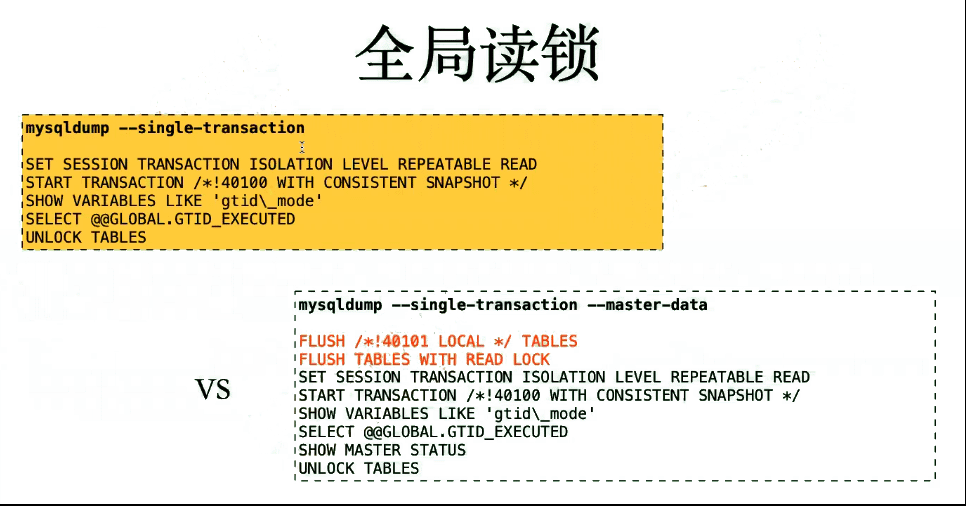 全局读锁
mysqldump --single-transaction
SET SESSION TRANSACTION ISOLATION LEVEL REPEATABLE READ
START TRANSACTION /*!40100 WITH CONSISTENT SNAPSHOT */
SHOW VARIABLES LIKE 'gtid\_mode'
SELECT @@GLOBAL.GTID_EXECUTED
UNLOCK TABLES
VS
mysqldump --single-transaction --master-data
FLUSH /*!40101 LOCAL */ TABLES
FLUSH TABLES WITH READ LOCK
SET SESSION TRANSACTION ISOLATION LEVEL REPEATABLE READ
START TRANSACTION /*!40100 WITH CONSISTENT SNAPSHOT */
SHOW VARIABLES LIKE 'gtid\_mode'
SELECT @@GLOBAL.GTID_EXECUTED
SHOW MASTER STATUS
UNLOCK TABLES